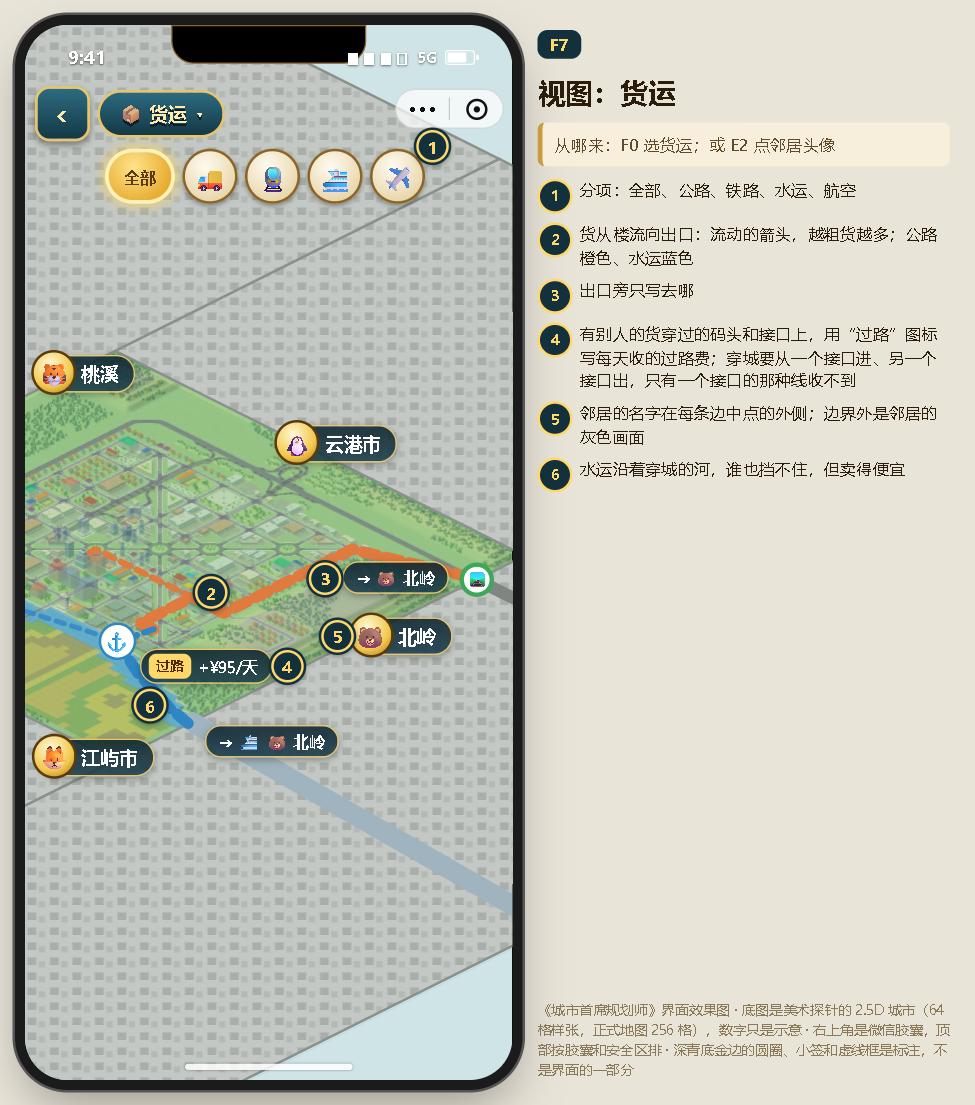 9:41
5G
货运
全部
1
桃溪
云港市
2
3
→ 北岭
5
北岭
过路 +¥95/天
4
6
→ 北岭
江屿市
F7
视图：货运
从哪来：F0 选货运；或 E2 点邻居头像
1 分项：全部、公路、铁路、水运、航空
2 货从楼流向出口：流动的箭头，越粗货越多；公路
橙色、水运蓝色
3 出口旁只写去哪
4 有别人的货穿过的码头和接口上，用“过路”图标
写每天收的过路费；穿城要从一个接口进、另一个
接口出，只有一个接口的那种线收不到
5 邻居的名字在每条边中点的外侧；边界外是邻居的
灰色画面
6 水运沿着穿城的河，谁也挡不住，但卖得便宜
《城市首席规划师》界面效果图 · 底图是美术探针的 2.5D 城市（64
格样张，正式地图 256 格），数字只是示意 · 右上角是微信胶囊，顶
部按胶囊和安全区排 · 深青底金边的圆圈、小签和虚线框是标注，不
是界面的一部分